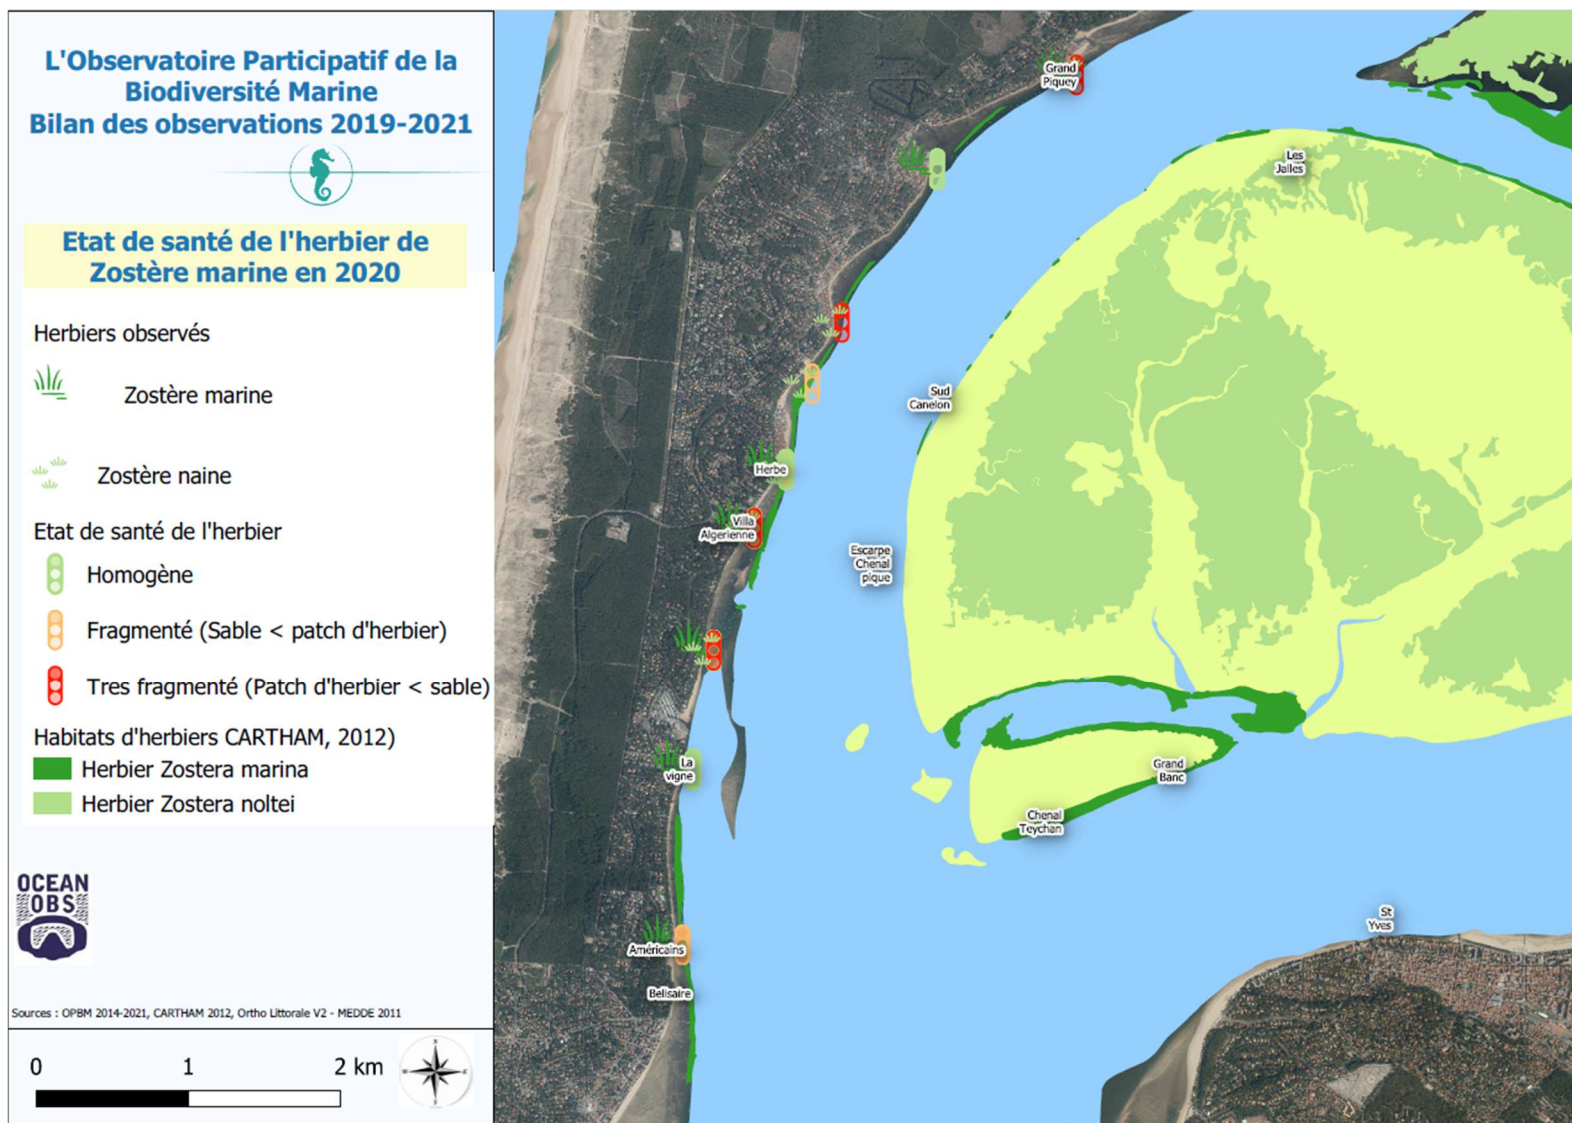 L'Observatoire Participatif de la
Biodiversité Marine
Bilan des observations 2019-2021
Etat de santé de l'herbier de
Zostère marine en 2020
Herbiers observés
Zostère marine
Zostère naine
Etat de santé de l'herbier
Homogène
Fragmenté (Sable < patch d'herbier)
Tres fragmenté (Patch d'herbier < sable)
Habitats d'herbiers CARTHAM, 2012)
Herbier Zostera marina
Herbier Zostera noltei
OCEAN
OBS
Sources : OPBM 2014-2021, CARTHAM 2012, Ortho Littorale V2 - MEDDE 2011
0 1 2 km
N
W E
S
Grand
Piquey
Les
Jalles
Sud
Canelon
Herbe
Villa
Algerienne
Escarpe
Chenal
pique
La
vigne
Grand
Banc
Chenal
Teychan
St
Yves
Américains
Belisaire